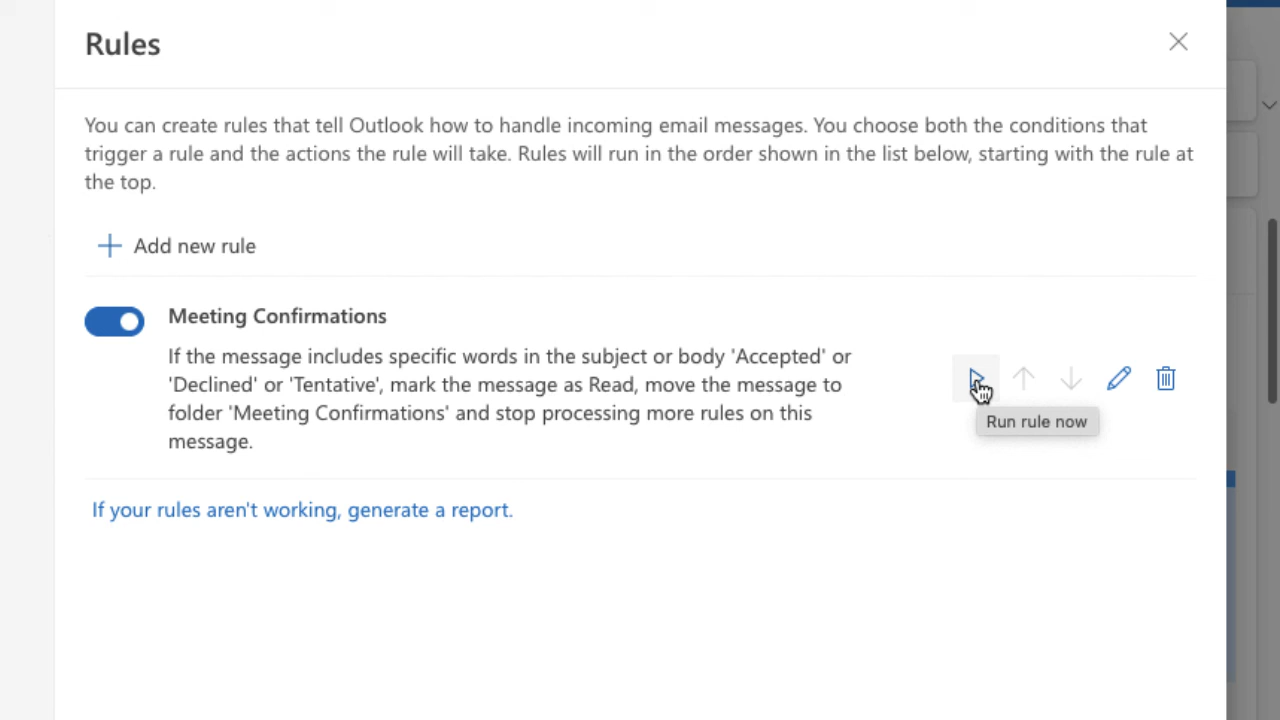 Rules
You can create rules that tell Outlook how to handle incoming email messages. You choose both the conditions that
trigger a rule and the actions the rule will take. Rules will run in the order shown in the list below, starting with the rule at
the top.
Add new rule
Meeting Confirmations
If the message includes specific words in the subject or body 'Accepted' or
'Declined' or 'Tentative', mark the message as Read, move the message to
folder 'Meeting Confirmations' and stop processing more rules on this
message.
Run rule now
If your rules aren't working, generate a report.